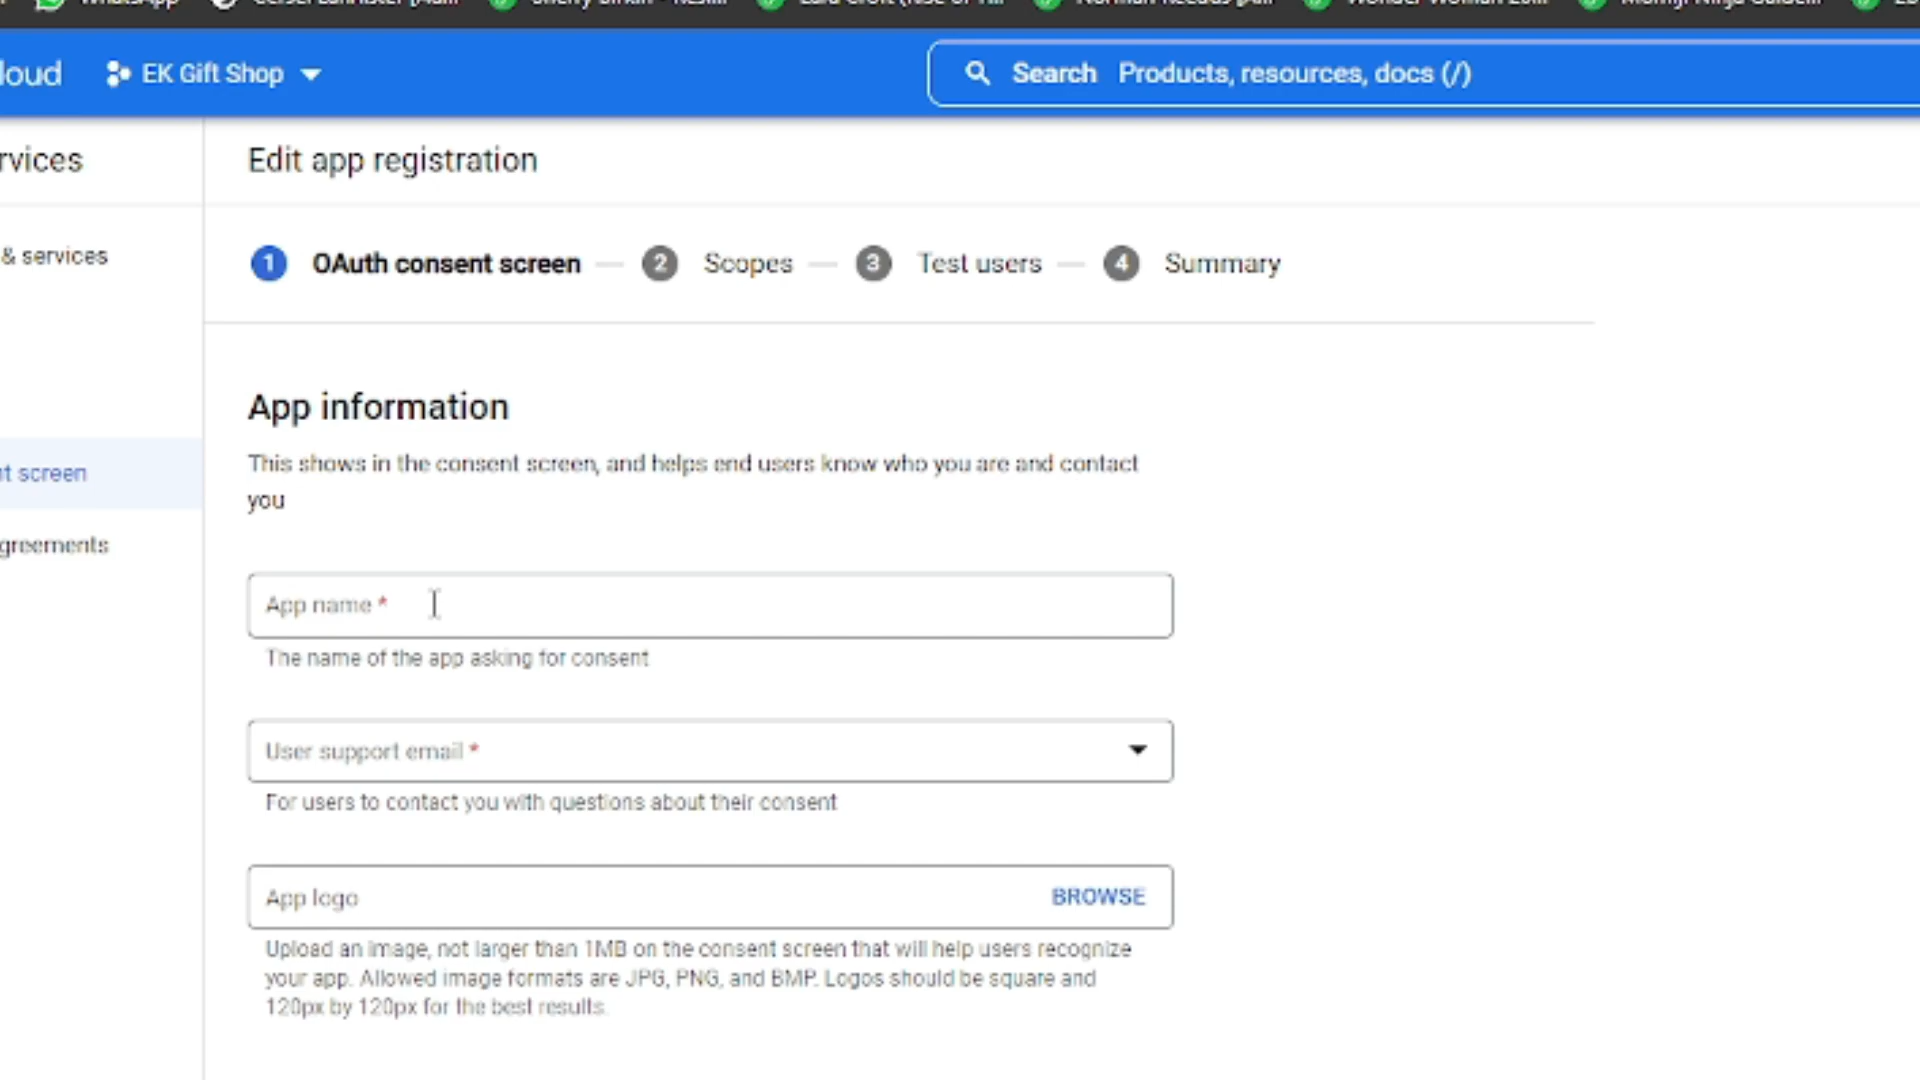 WhatsApp
loud EK Gift Shop Search Products, resources, docs (/)
rvices Edit app registration
& services
1 OAuth consent screen 2 Scopes 3 Test users 4 Summary
App information
This shows in the consent screen, and helps end users know who you are and contact
you
nt screen
greements
App name *
The name of the app asking for consent
User support email *
For users to contact you with questions about their consent
App logo BROWSE
Upload an image, not larger than 1MB on the consent screen that will help users recognize
your app. Allowed image formats are JPG, PNG, and BMP. Logos should be square and
120px by 120px for the best results.